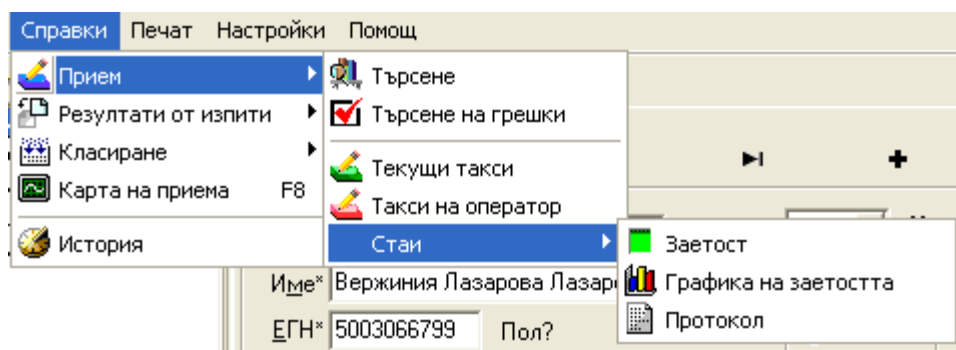 Справки Печат Настройки Помощ
Прием
Резултати от изпити
Класиране
Карта на приема F8
История
Търсене
Търсене на грешки
Текущи такси
Такси на оператор
Стаи
Заетост
Графика на заетостта
Протокол
Име* Вержиния Лазарова Лазаро
ЕГН* 5003066799 Пол?